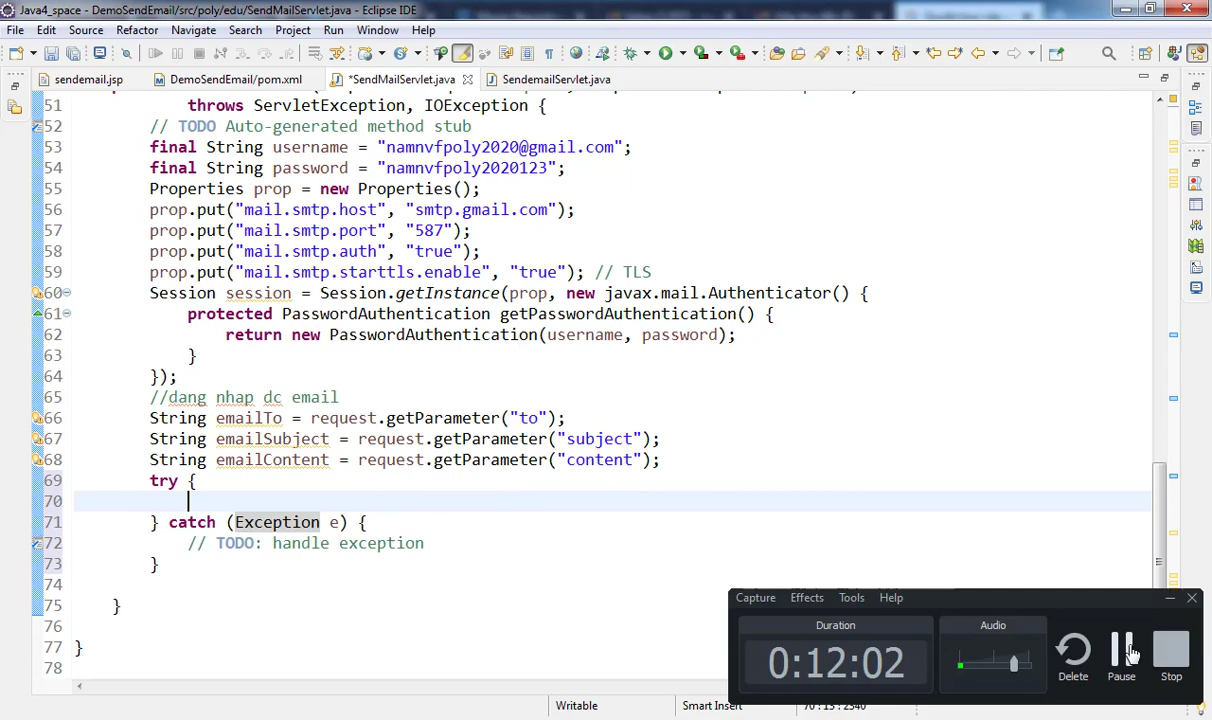 Java4_space - DemoSendEmail/src/poly/edu/SendMailServlet.java - Eclipse IDE
File Edit Source Refactor Navigate Search Project Run Window Help
sendemail.jsp DemoSendEmail/pom.xml *SendMailServlet.java SendemailServlet.java
51 throws ServletException, IOException {
52 // TODO Auto-generated method stub
53 final String username = "namnvfpoly2020@gmail.com";
54 final String password = "namnvfpoly2020123";
55 Properties prop = new Properties();
56 prop.put("mail.smtp.host", "smtp.gmail.com");
57 prop.put("mail.smtp.port", "587");
58 prop.put("mail.smtp.auth", "true");
59 prop.put("mail.smtp.starttls.enable", "true"); // TLS
60 Session session = Session.getInstance(prop, new javax.mail.Authenticator() {
61 protected PasswordAuthentication getPasswordAuthentication() {
62 return new PasswordAuthentication(username, password);
63 }
64 });
65 //dang nhap dc email
66 String emailTo = request.getParameter("to");
67 String emailSubject = request.getParameter("subject");
68 String emailContent = request.getParameter("content");
69 try {
70
71 } catch (Exception e) {
72 // TODO: handle exception
73 }
74
75 }
76
77 }
78
Capture Effects Tools Help
Duration Audio
0:12:02
Delete Pause Stop
Writable Smart Insert